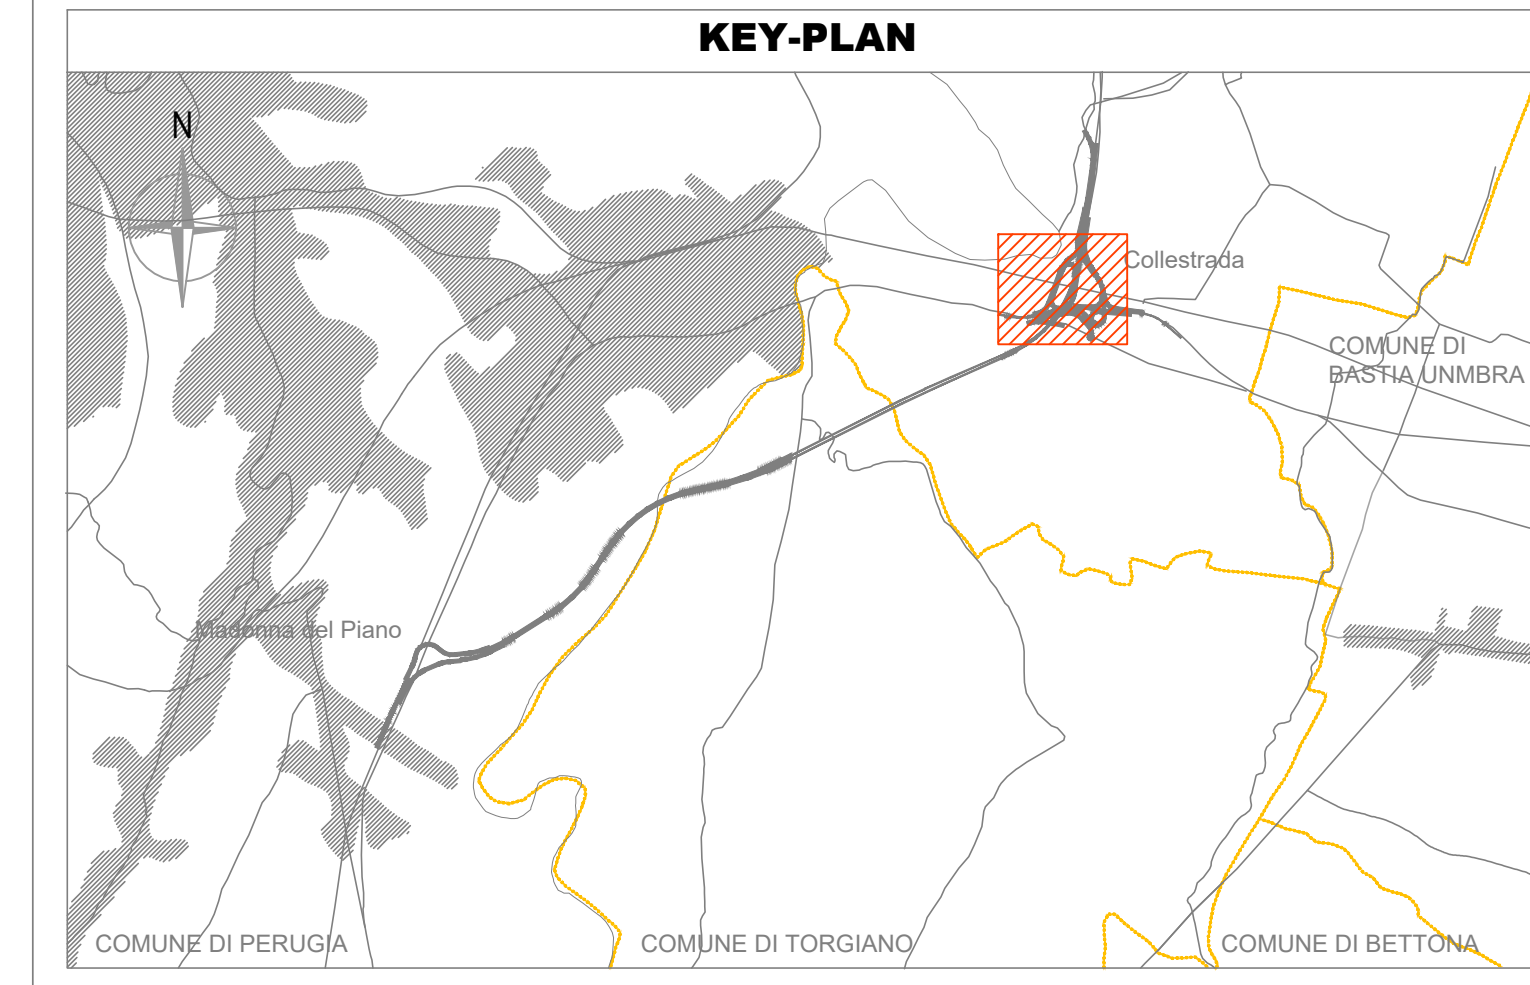 KEY-PLAN
N
Collestrada
COMUNE DI
BASTIA UNMBRA
Madonna del Piano
COMUNE DI PERUGIA
COMUNE DI TORGIANO
COMUNE DI BETTONA